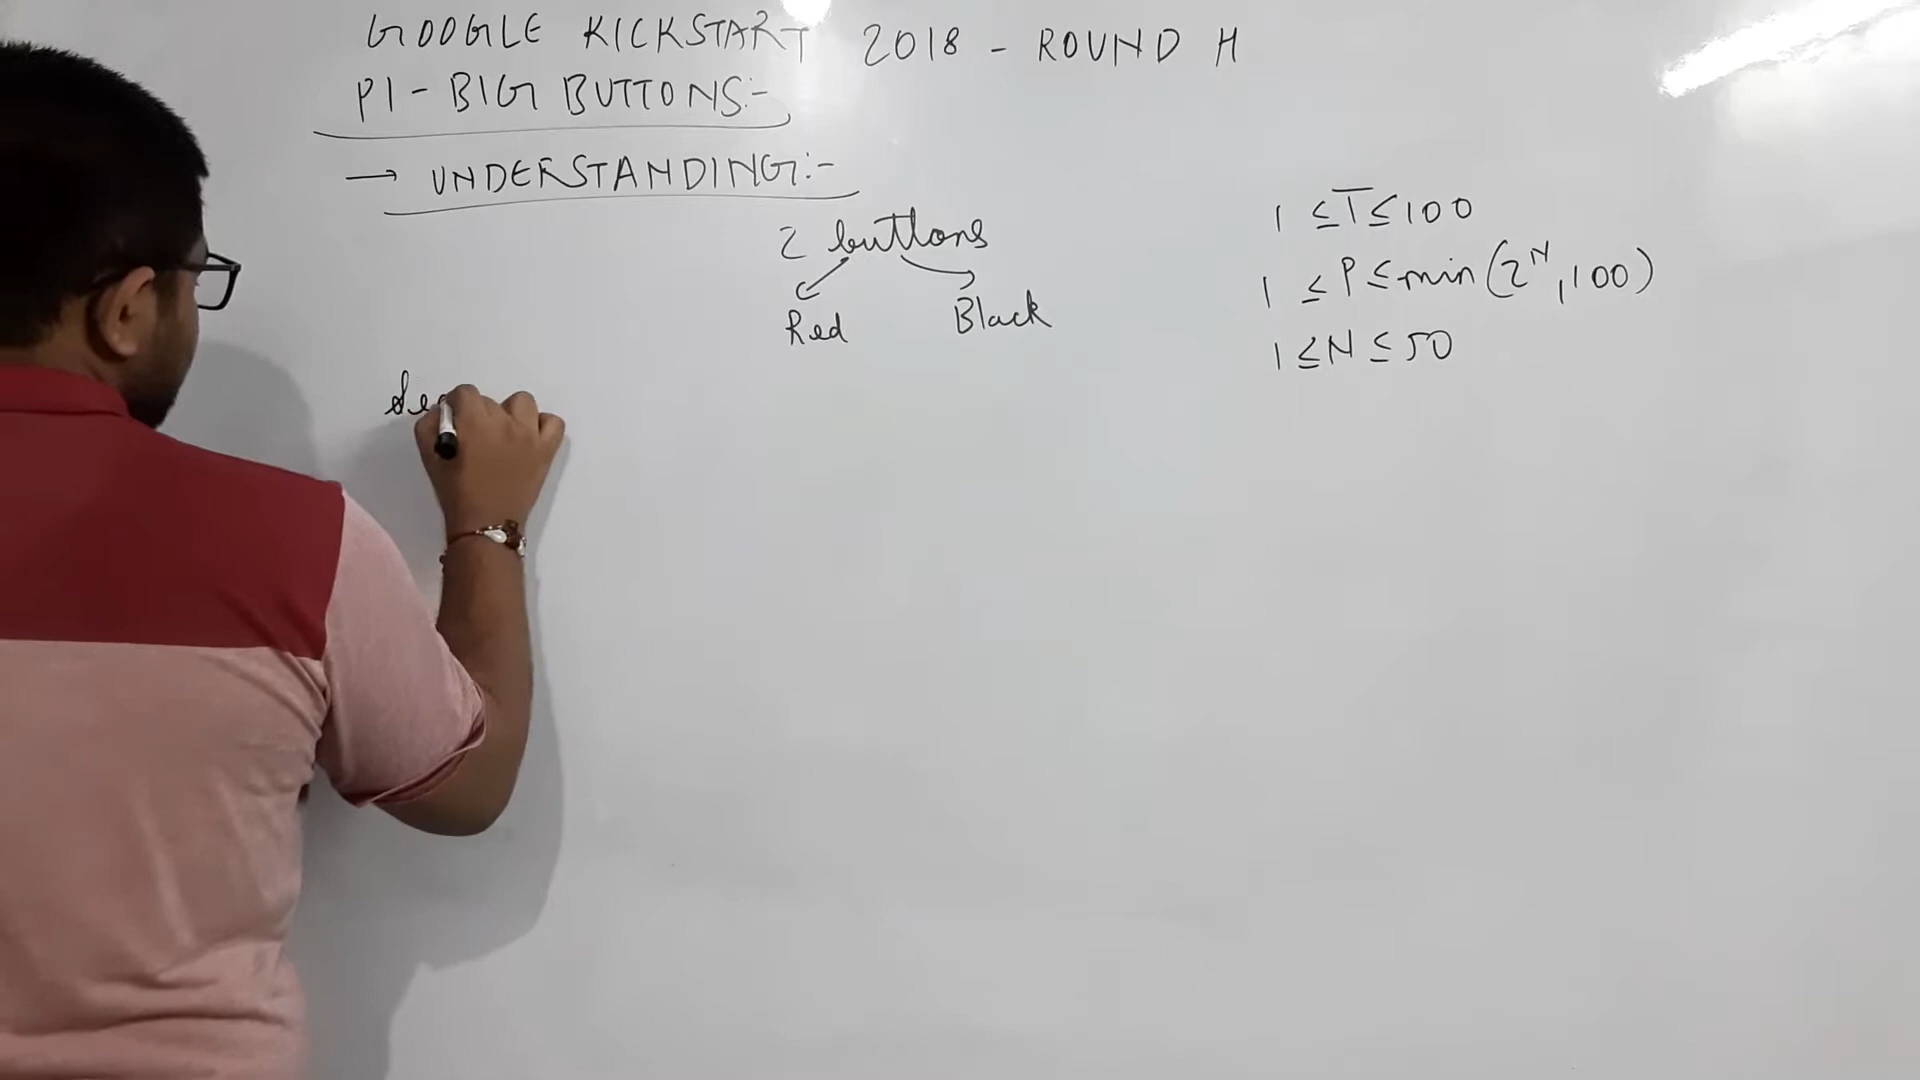 GOOGLE KICKSTART 2018 - ROUND H
P1 - BIG BUTTONS:-
→ UNDERSTANDING:-
2 buttons
Red Black
1 ≤ T ≤ 100
1 ≤ P ≤ min(2^N, 100)
1 ≤ N ≤ 50